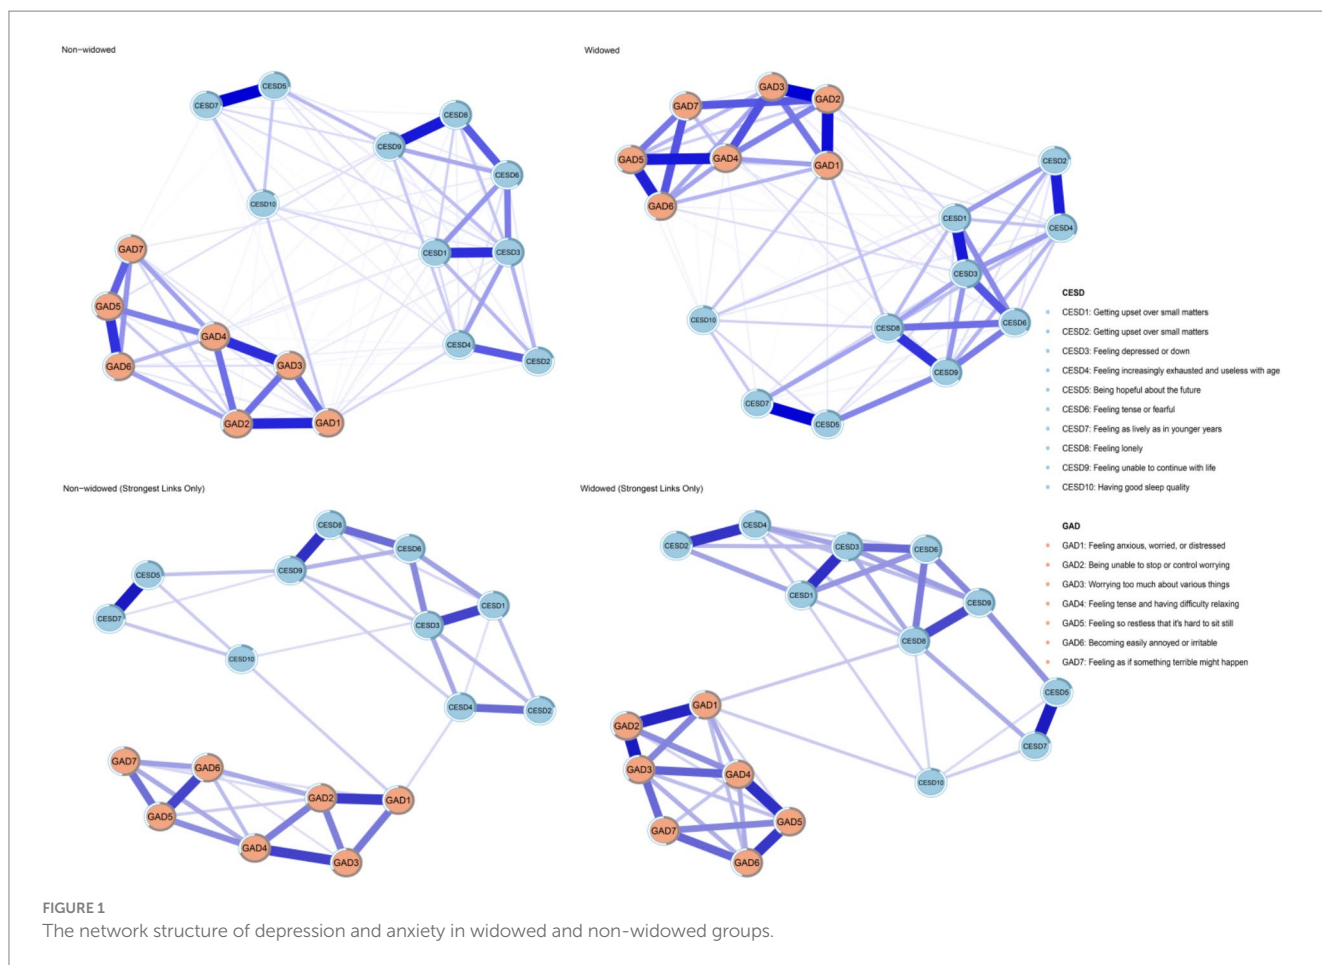 Non-widowed
CESD5
CESD7
CESD8
CESD9
CESD6
CESD10
CESD1
CESD3
GAD7
GAD5
GAD4
CESD4
CESD2
GAD6
GAD3
GAD2
GAD1
Widowed
GAD3
GAD2
GAD7
GAD5
GAD4
GAD1
CESD2
GAD6
CESD1
CESD4
CESD3
CESD10
CESD8
CESD6
CESD9
CESD7
CESD5
Non-widowed (Strongest Links Only)
CESD8
CESD6
CESD9
CESD5
CESD7
CESD1
CESD3
CESD10
CESD4
CESD2
GAD7
GAD6
GAD2
GAD1
GAD5
GAD4
GAD3
Widowed (Strongest Links Only)
CESD4
CESD2
CESD3
CESD6
CESD1
CESD9
CESD8
CESD5
GAD1
GAD2
CESD7
GAD3
GAD4
CESD10
GAD7
GAD5
GAD6
CESD
CESD1: Getting upset over small matters
CESD2: Getting upset over small matters
CESD3: Feeling depressed or down
CESD4: Feeling increasingly exhausted and useless with age
CESD5: Being hopeful about the future
CESD6: Feeling tense or fearful
CESD7: Feeling as lively as in younger years
CESD8: Feeling lonely
CESD9: Feeling unable to continue with life
CESD10: Having good sleep quality
GAD
GAD1: Feeling anxious, worried, or distressed
GAD2: Being unable to stop or control worrying
GAD3: Worrying too much about various things
GAD4: Feeling tense and having difficulty relaxing
GAD5: Feeling so restless that it's hard to sit still
GAD6: Becoming easily annoyed or irritable
GAD7: Feeling as if something terrible might happen
FIGURE 1
The network structure of depression and anxiety in widowed and non-widowed groups.